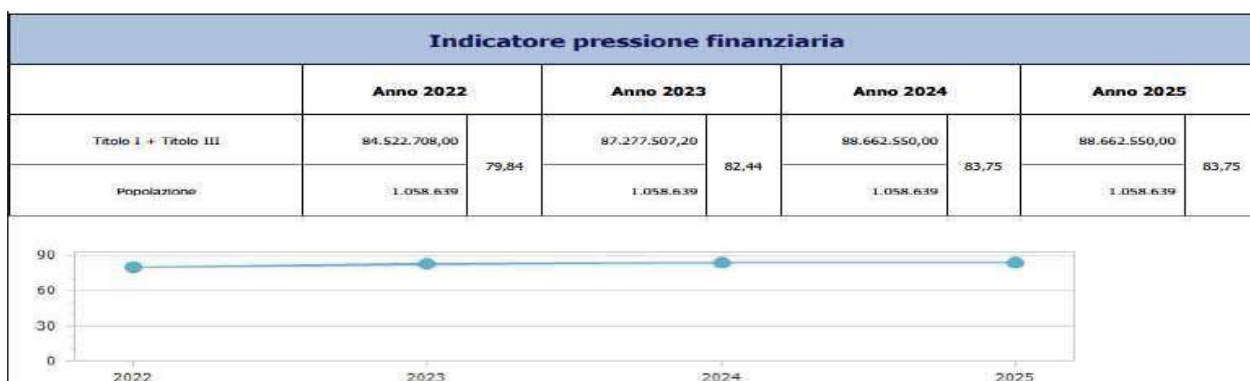 Indicatore pressione finanziaria
Anno 2022 Anno 2023 Anno 2024 Anno 2025
Titolo I + Titolo III 84.522.708,00 87.277.507,20 88.662.550,00 88.662.550,00
79,84 82,44 83,75 83,75
Popolazione 1.058.639 1.058.639 1.058.639 1.058.639
90
60
30
0
2022 2023 2024 2025